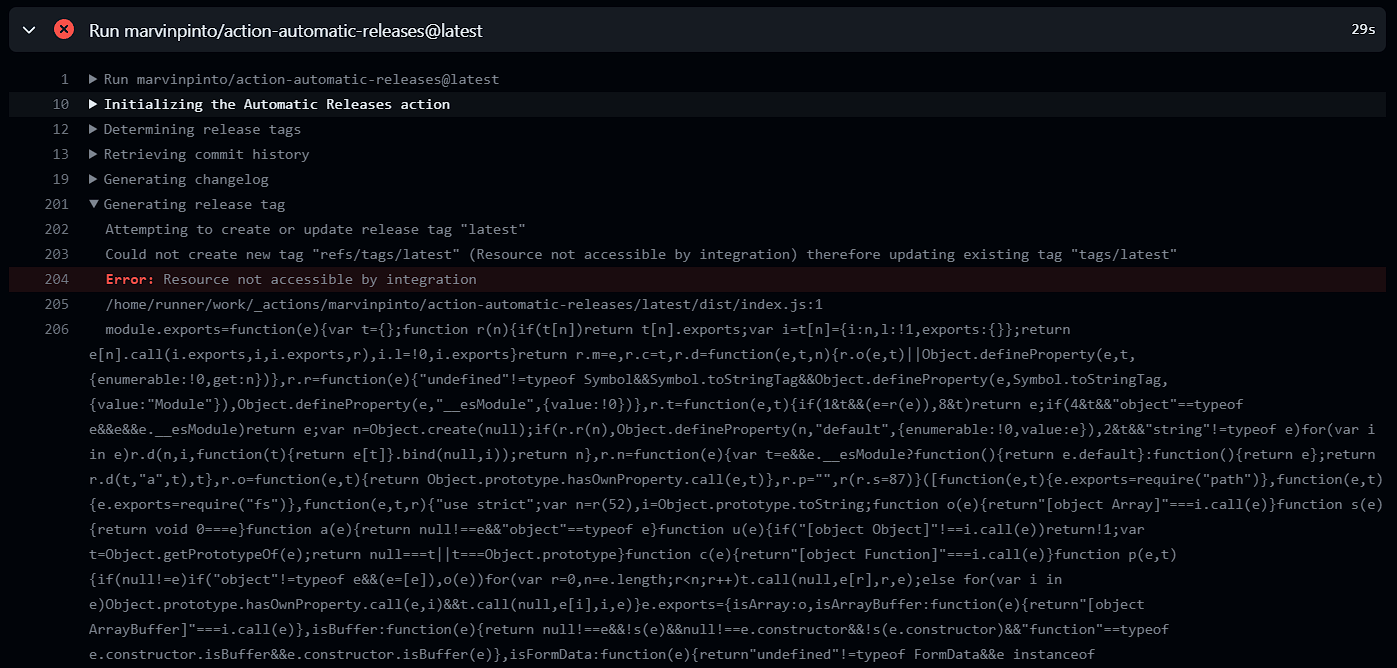 Run marvinpinto/action-automatic-releases@latest
29s
1 ▶ Run marvinpinto/action-automatic-releases@latest
10 ▶ Initializing the Automatic Releases action
12 ▶ Determining release tags
13 ▶ Retrieving commit history
19 ▶ Generating changelog
201 ▼ Generating release tag
202 Attempting to create or update release tag "latest"
203 Could not create new tag "refs/tags/latest" (Resource not accessible by integration) therefore updating existing tag "tags/latest"
204 Error: Resource not accessible by integration
205 /home/runner/work/_actions/marvinpinto/action-automatic-releases/latest/dist/index.js:1
206 module.exports=function(e){var t={};function r(n){if(t[n])return t[n].exports;var i=t[n]={i:n,l:!1,exports:{}};return
e[n].call(i.exports,i,i.exports,r),i.l=!0,i.exports}return r.m=e,r.c=t,r.d=function(e,t,n){r.o(e,t)||Object.defineProperty(e,t,
{enumerable:!0,get:n})},r.r=function(e){"undefined"!=typeof Symbol&&Symbol.toStringTag&&Object.defineProperty(e,Symbol.toStringTag,
{value:"Module"}),Object.defineProperty(e,"__esModule",{value:!0})},r.t=function(e,t){if(1&t&&(e=r(e)),8&t)return e;if(4&t&&"object"==typeof
e&&e&&e.__esModule)return e;var n=Object.create(null);if(r.r(n),Object.defineProperty(n,"default",{enumerable:!0,value:e}),2&t&&"string"!=typeof e)for(var i
in e)r.d(n,i,function(t){return e[t]}.bind(null,i));return n},r.n=function(e){var t=e&&e.__esModule?function(){return e.default}:function(){return e};return
r.d(t,"a",t),t},r.o=function(e,t){return Object.prototype.hasOwnProperty.call(e,t)},r.p="",r(r.s=87)}([function(e,t){e.exports=require("path")},function(e,t)
{e.exports=require("fs")},function(e,t,r){"use strict";var n=r(52),i=Object.prototype.toString;function o(e){return"[object Array]"===i.call(e)}function s(e)
{return void 0===e}function a(e){return null!==e&&"object"==typeof e}function u(e){if("[object Object]"!==i.call(e))return!1;var
t=Object.getPrototypeOf(e);return null===t||t===Object.prototype}function c(e){return"[object Function]"===i.call(e)}function p(e,t)
{if(null!=e)if("object"!=typeof e&&(e=[e]),o(e))for(var r=0,n=e.length;r<n;r++)t.call(null,e[r],r,e);else for(var i in
e)Object.prototype.hasOwnProperty.call(e,i)&&t.call(null,e[i],i,e)}e.exports={isArray:o,isArrayBuffer:function(e){return"[object
ArrayBuffer]"===i.call(e)},isBuffer:function(e){return null!==e&&!s(e)&&null!==e.constructor&&!s(e.constructor)&&"function"==typeof
e.constructor.isBuffer&&e.constructor.isBuffer(e)},isFormData:function(e){return"undefined"!=typeof FormData&&e instanceof